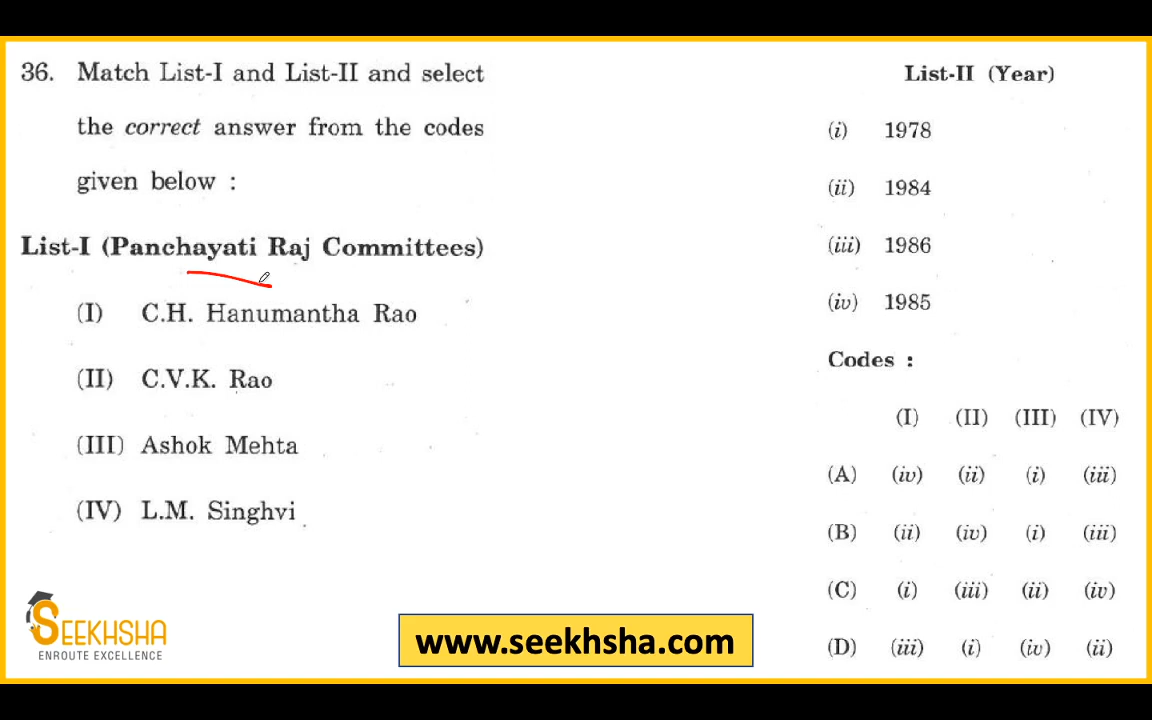 36. Match List-I and List-II and select
the correct answer from the codes
given below :
List-I (Panchayati Raj Committees)
(I) C.H. Hanumantha Rao
(II) C.V.K. Rao
(III) Ashok Mehta
(IV) L.M. Singhvi
List-II (Year)
(i) 1978
(ii) 1984
(iii) 1986
(iv) 1985
Codes :
(I) (II) (III) (IV)
(A) (iv) (ii) (i) (iii)
(B) (ii) (iv) (i) (iii)
(C) (i) (iii) (ii) (iv)
(D) (iii) (i) (iv) (ii)
SEEKHSHA
ENROUTE EXCELLENCE
www.seekhsha.com